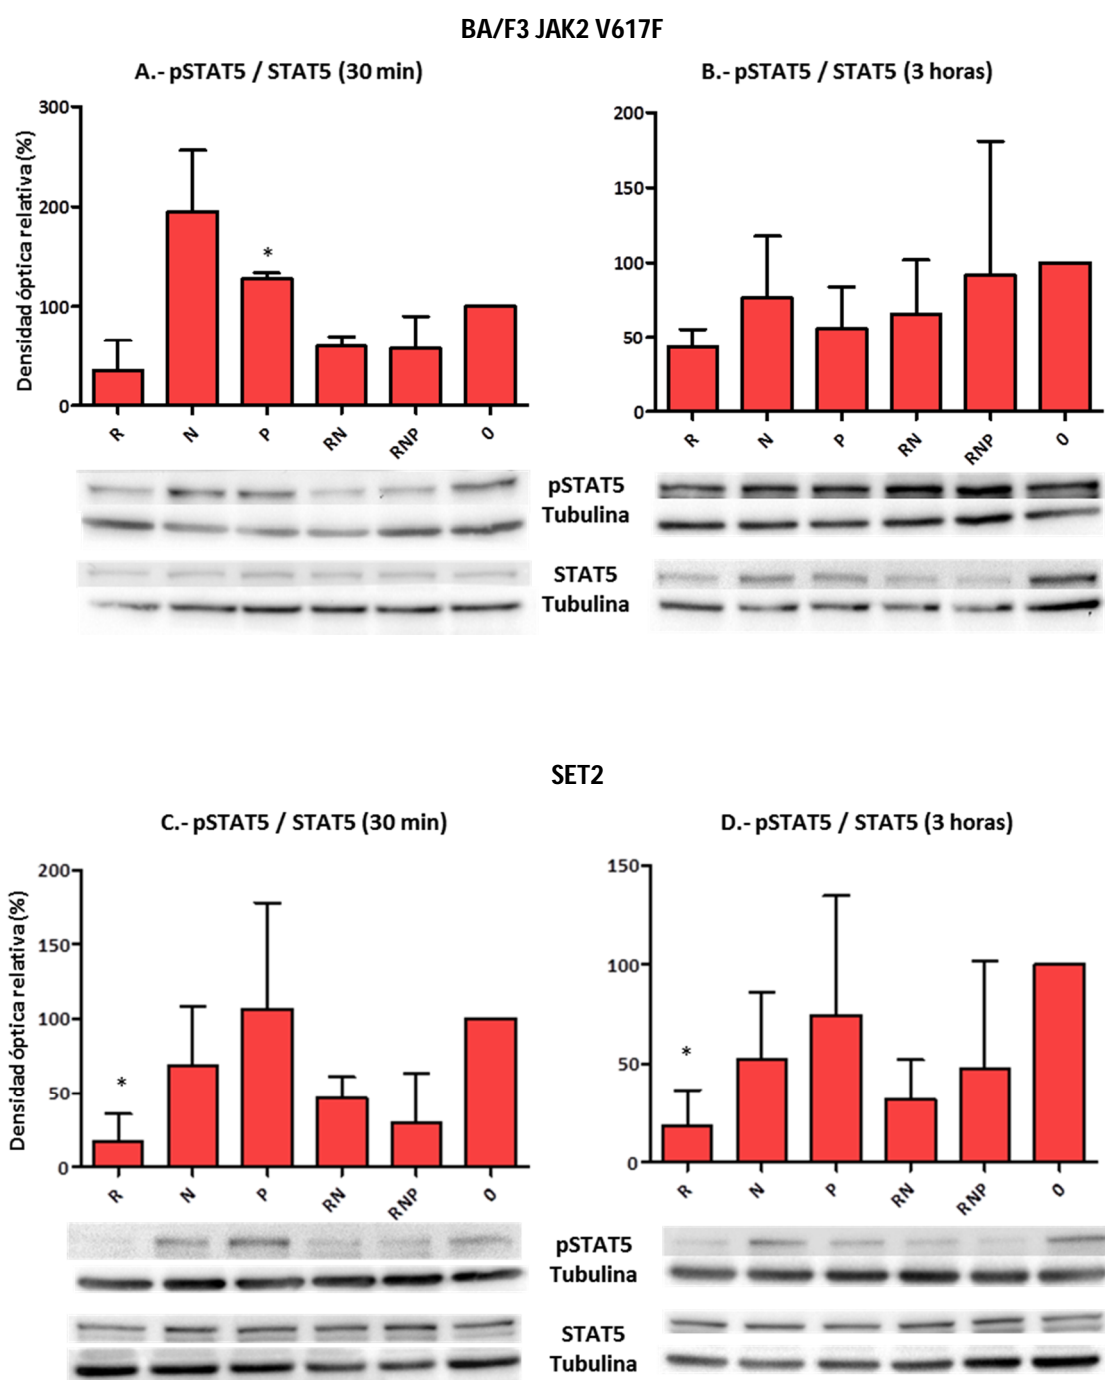 BA/F3 JAK2 V617F
A.- pSTAT5 / STAT5 (30 min)
Densidad óptica relativa (%)
300
200
100
0
*
R N P RN RNP 0
B.- pSTAT5 / STAT5 (3 horas)
200
150
100
50
0
R N P RN RNP 0
pSTAT5
Tubulina
STAT5
Tubulina
SET2
C.- pSTAT5 / STAT5 (30 min)
Densidad óptica relativa (%)
200
150
100
50
0
*
R N P RN RNP 0
D.- pSTAT5 / STAT5 (3 horas)
150
100
50
0
*
R N P RN RNP 0
pSTAT5
Tubulina
STAT5
Tubulina